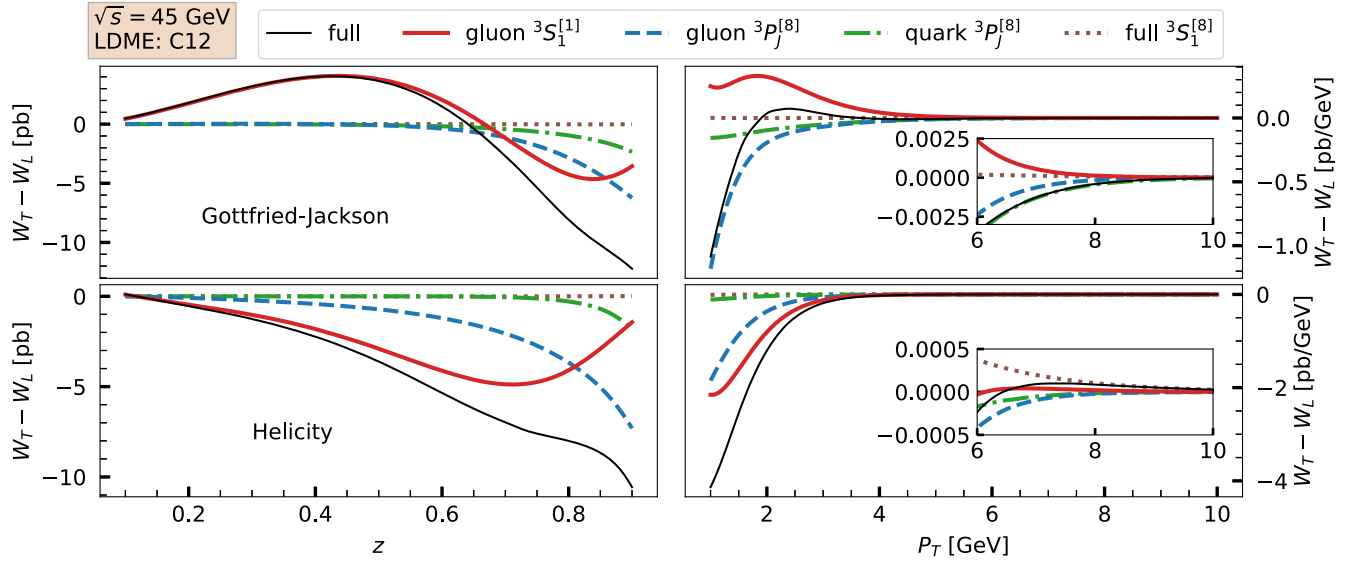 √s = 45 GeV
LDME: C12
full
gluon ³S₁^[1]
gluon ³P_J^[8]
quark ³P_J^[8]
full ³S₁^[8]
W_T − W_L [pb]
0
−5
−10
Gottfried-Jackson
0.0
−0.5
−1.0
W_T − W_L [pb/GeV]
0.0025
0.0000
−0.0025
6
8
10
W_T − W_L [pb]
0
−5
−10
Helicity
0.2
0.4
0.6
0.8
z
0
−2
−4
W_T − W_L [pb/GeV]
0.0005
0.0000
−0.0005
6
8
10
2
4
6
8
10
P_T [GeV]